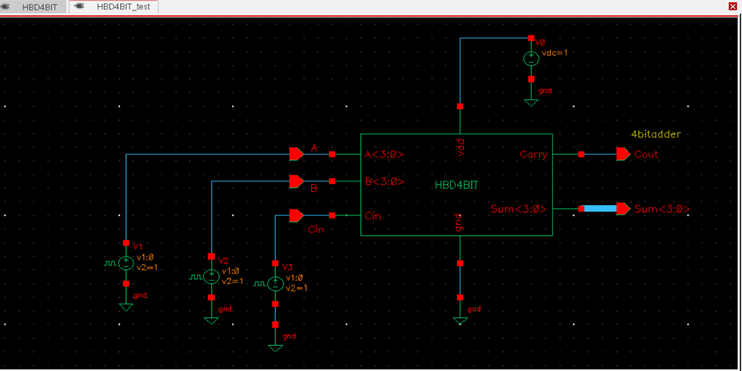 HBD4BIT
HBD4BIT_test
V0
vdc=1
gnd
4bitadder
vdd
A
A<3:0>
Carry
Cout
B
B<3:0>
HBD4BIT
Cin
Cin
Sum<3:0>
Sum<3:0>
gnd
V1
v1:0
v2=1
gnd
V2
v1:0
v2=1
gnd
V3
v1:0
v2=1
gnd
gnd